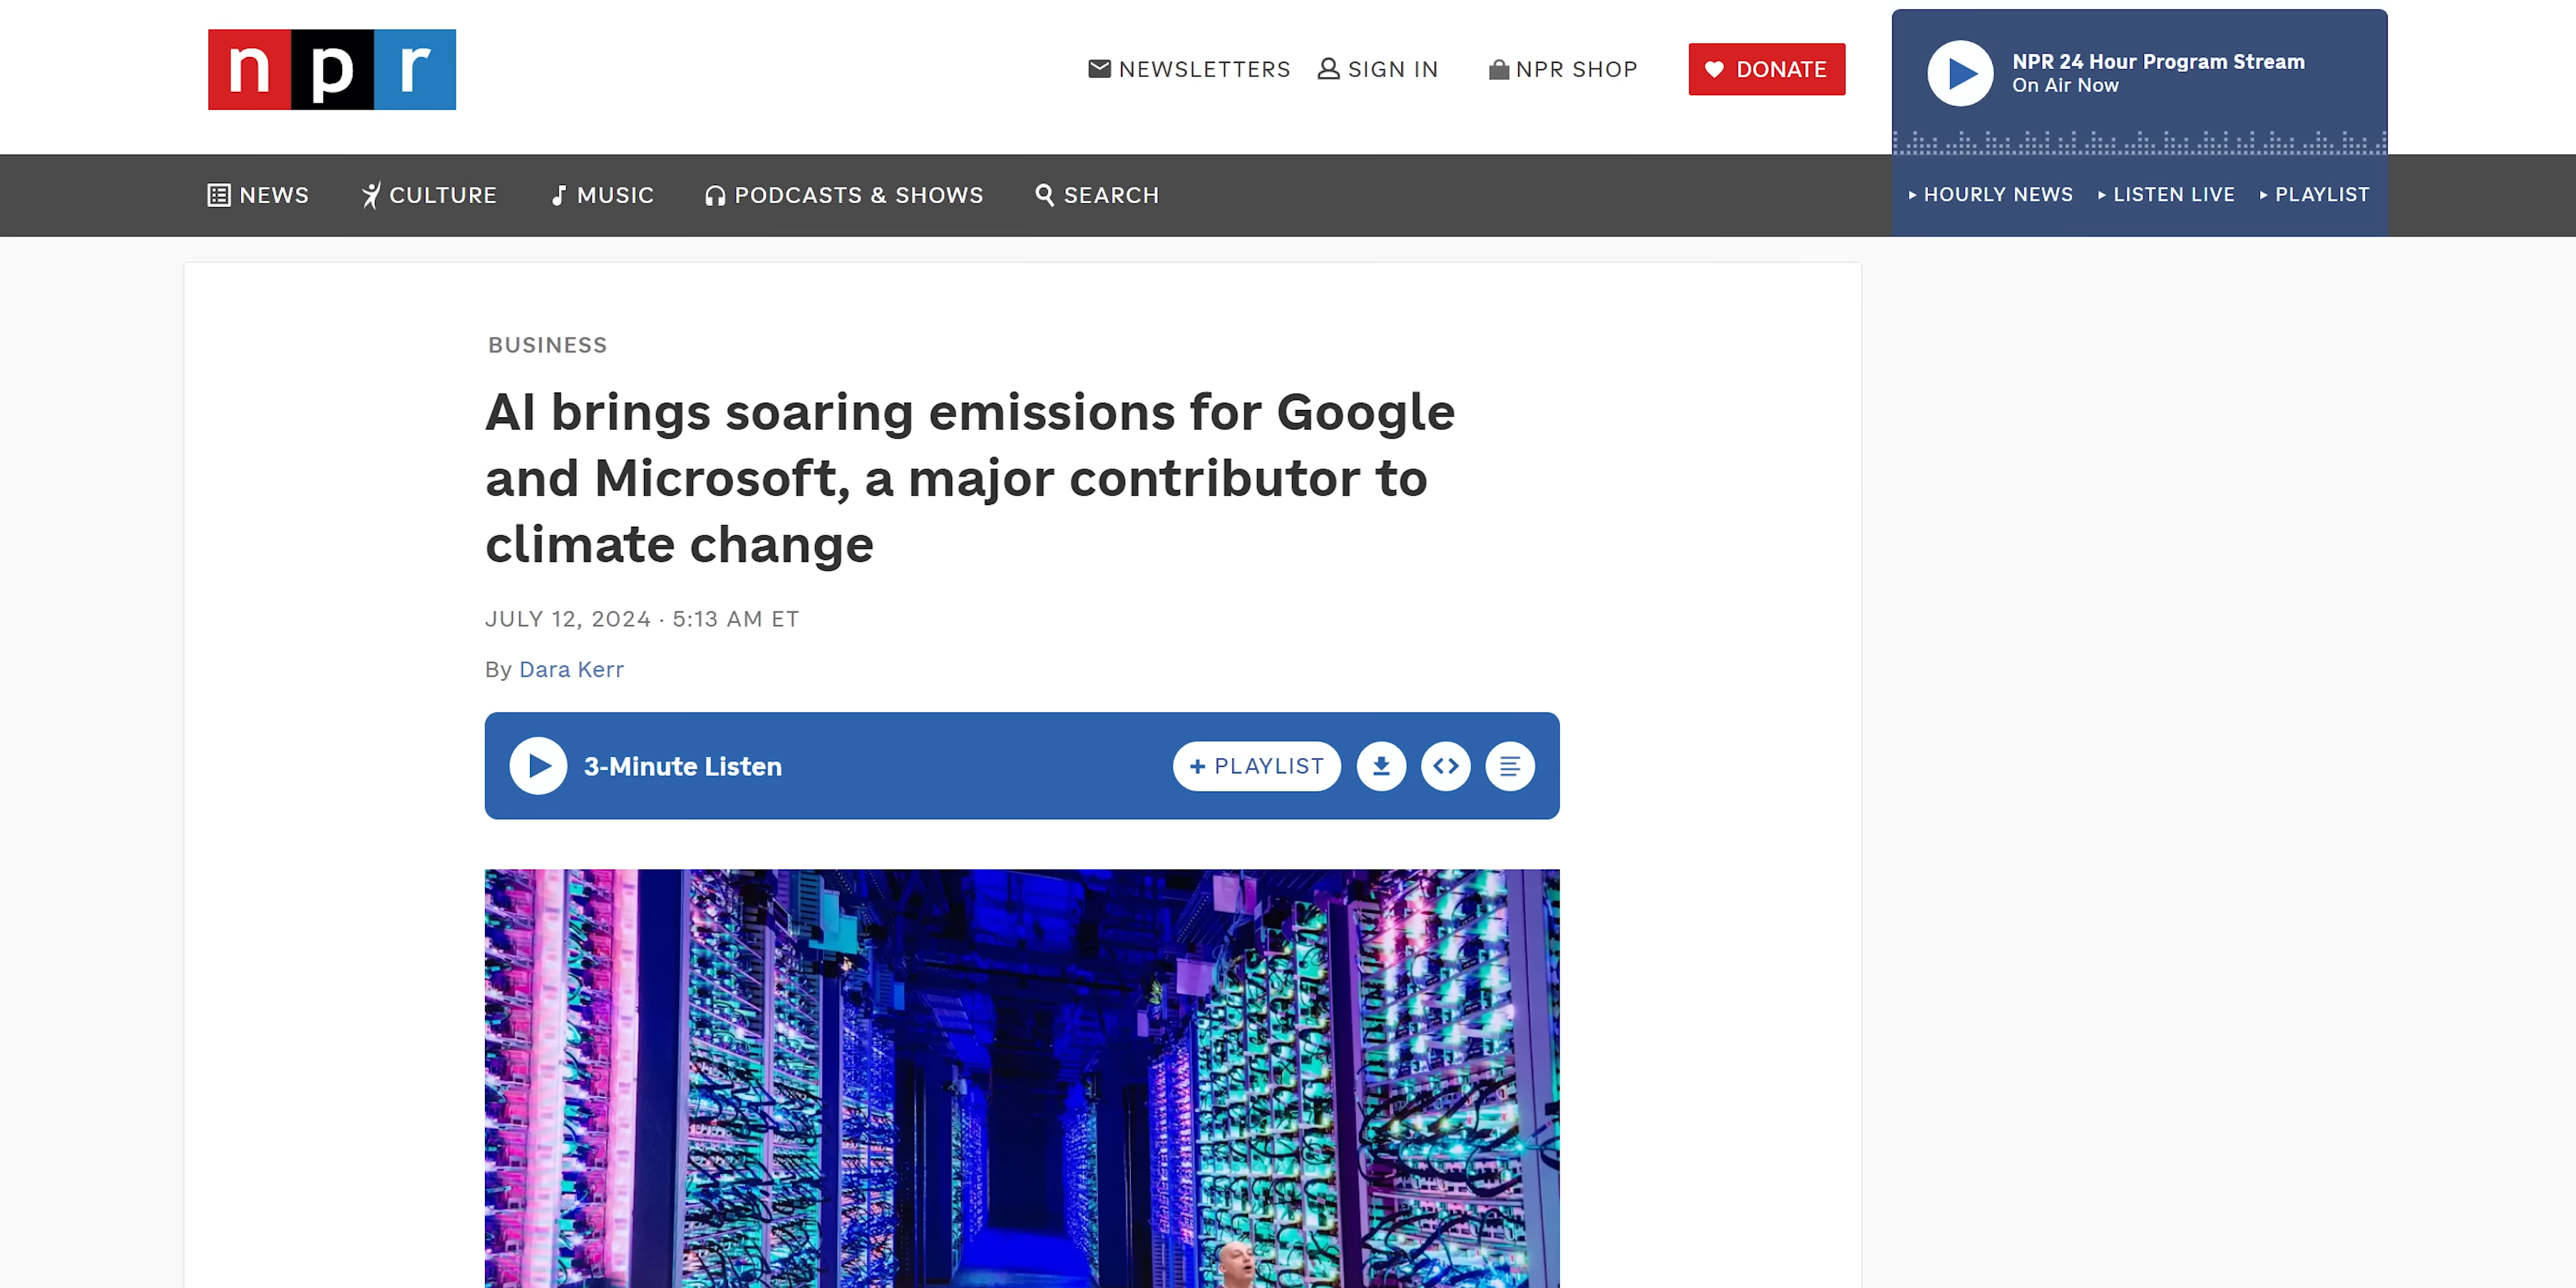 npr
NEWSLETTERS
SIGN IN
NPR SHOP
DONATE
NPR 24 Hour Program Stream
On Air Now
NEWS
CULTURE
MUSIC
PODCASTS & SHOWS
SEARCH
HOURLY NEWS
LISTEN LIVE
PLAYLIST
BUSINESS
AI brings soaring emissions for Google
and Microsoft, a major contributor to
climate change
JULY 12, 2024 · 5:13 AM ET
By Dara Kerr
3-Minute Listen
+ PLAYLIST